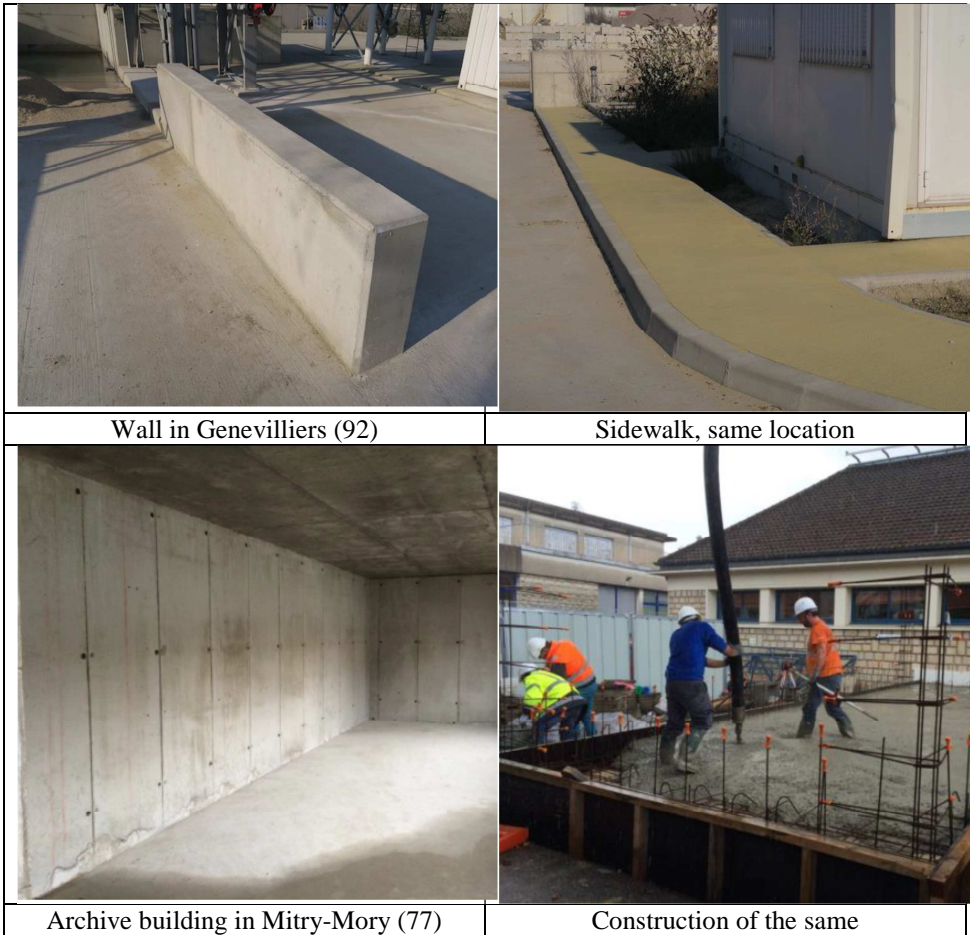 Wall in Genevilliers (92)
Sidewalk, same location
Archive building in Mitry-Mory (77)
Construction of the same